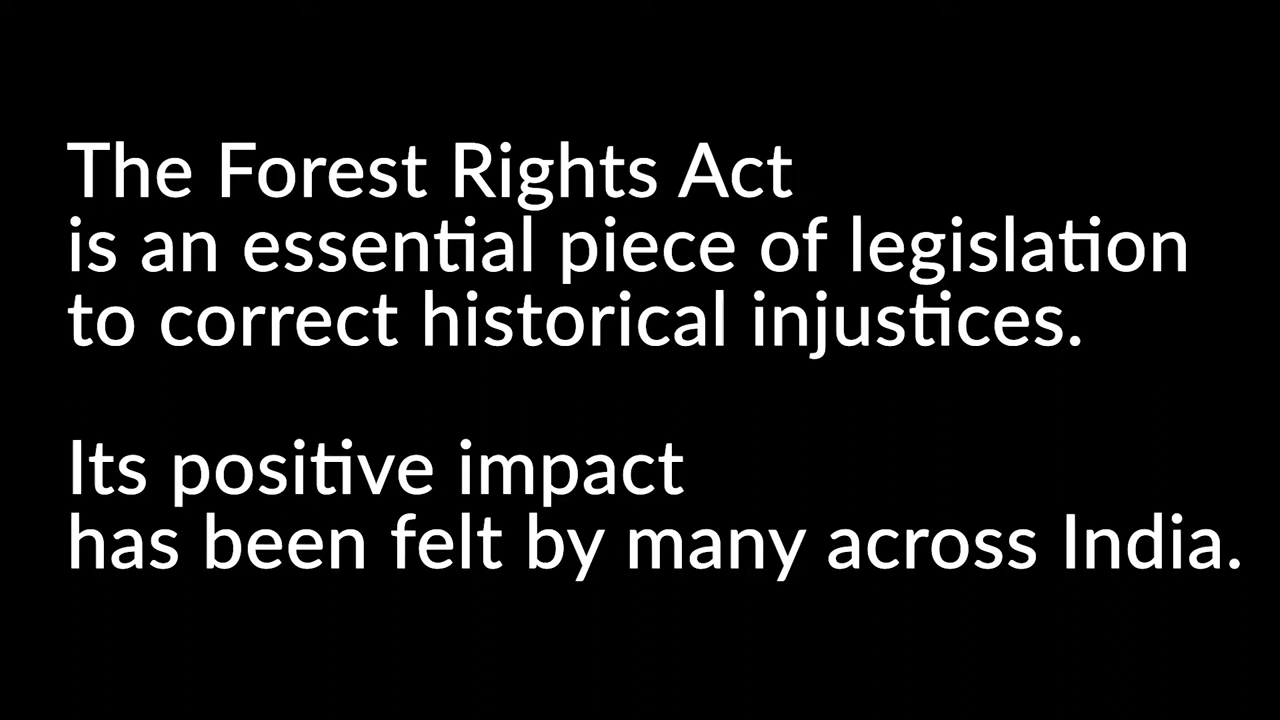 The Forest Rights Act
is an essential piece of legislation
to correct historical injustices.
Its positive impact
has been felt by many across India.